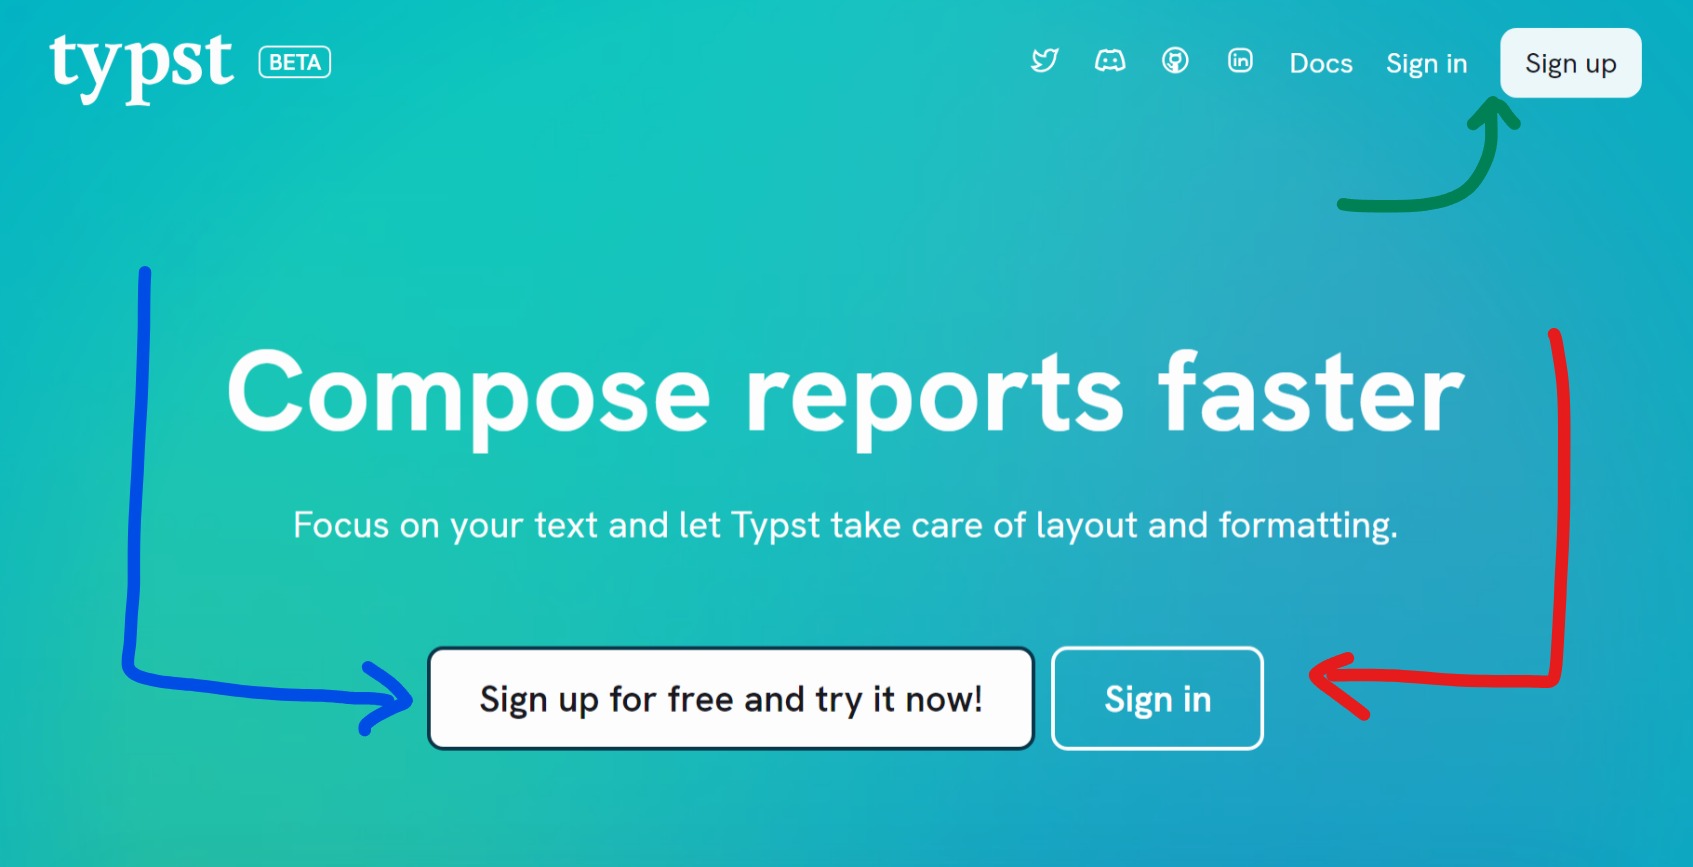 typst BETA Docs Sign in Sign up
Compose reports faster
Focus on your text and let Typst take care of layout and formatting.
Sign up for free and try it now! Sign in